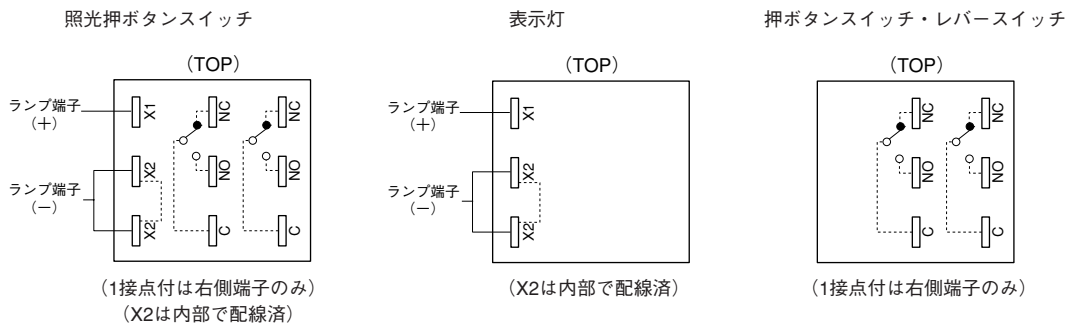 照光押ボタンスイッチ
(TOP)
ランプ端子
(+)
ランプ端子
(−)
X1
X2
X2
NC
NO
C
NC
NO
C
(1接点付は右側端子のみ)
(X2は内部で配線済)
表示灯
(TOP)
ランプ端子
(+)
ランプ端子
(−)
X1
X2
X2
(X2は内部で配線済)
押ボタンスイッチ・レバースイッチ
(TOP)
NC
NO
C
NC
NO
C
(1接点付は右側端子のみ)